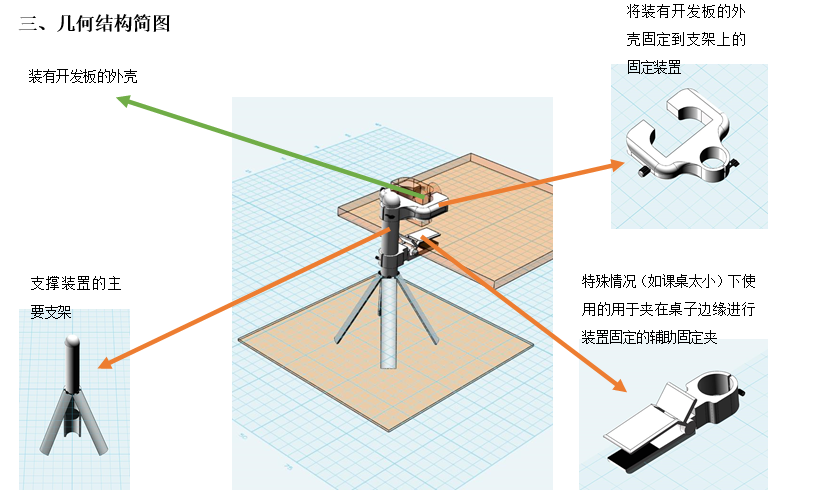 三、几何结构简图
将装有开发板的外
壳固定到支架上的
固定装置
装有开发板的外壳
支撑装置的主
要支架
特殊情况（如课桌太小）下使
用的用于夹在桌子边缘进行
装置固定的辅助固定夹